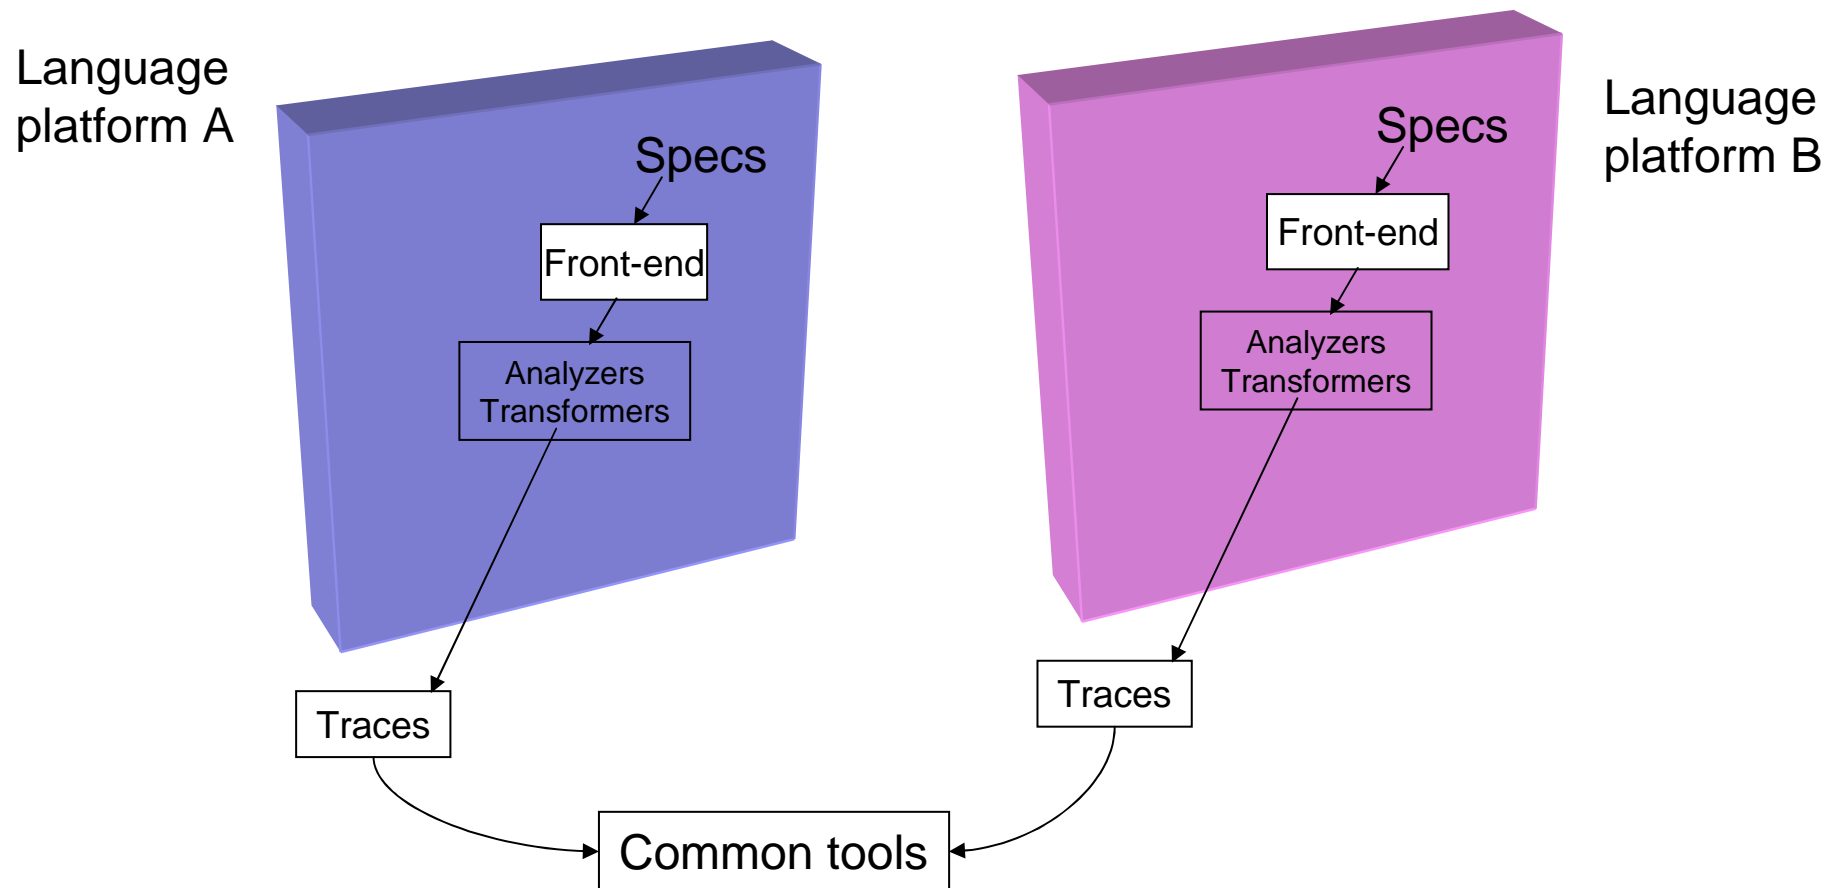 Language
platform A
Specs
Front-end
Analyzers
Transformers
Traces
Language
platform B
Specs
Front-end
Analyzers
Transformers
Traces
Common tools